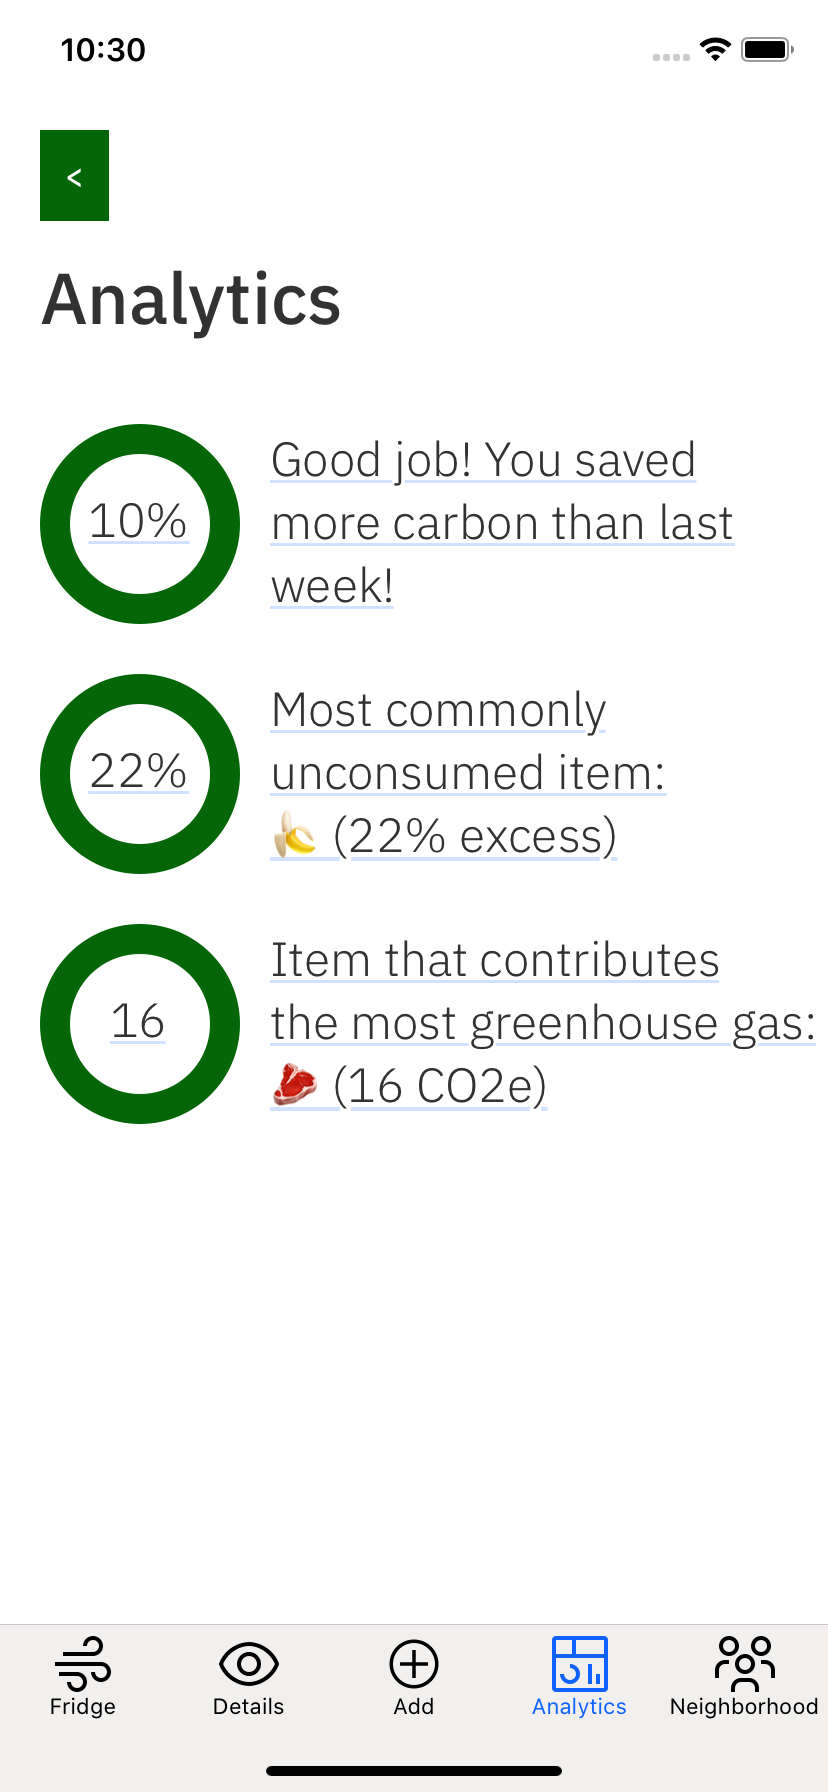 10:30
<
Analytics
10%
Good job! You saved
more carbon than last
week!
22%
Most commonly
unconsumed item:
🍌 (22% excess)
16
Item that contributes
the most greenhouse gas:
🥩 (16 CO2e)
Fridge
Details
Add
Analytics
Neighborhood